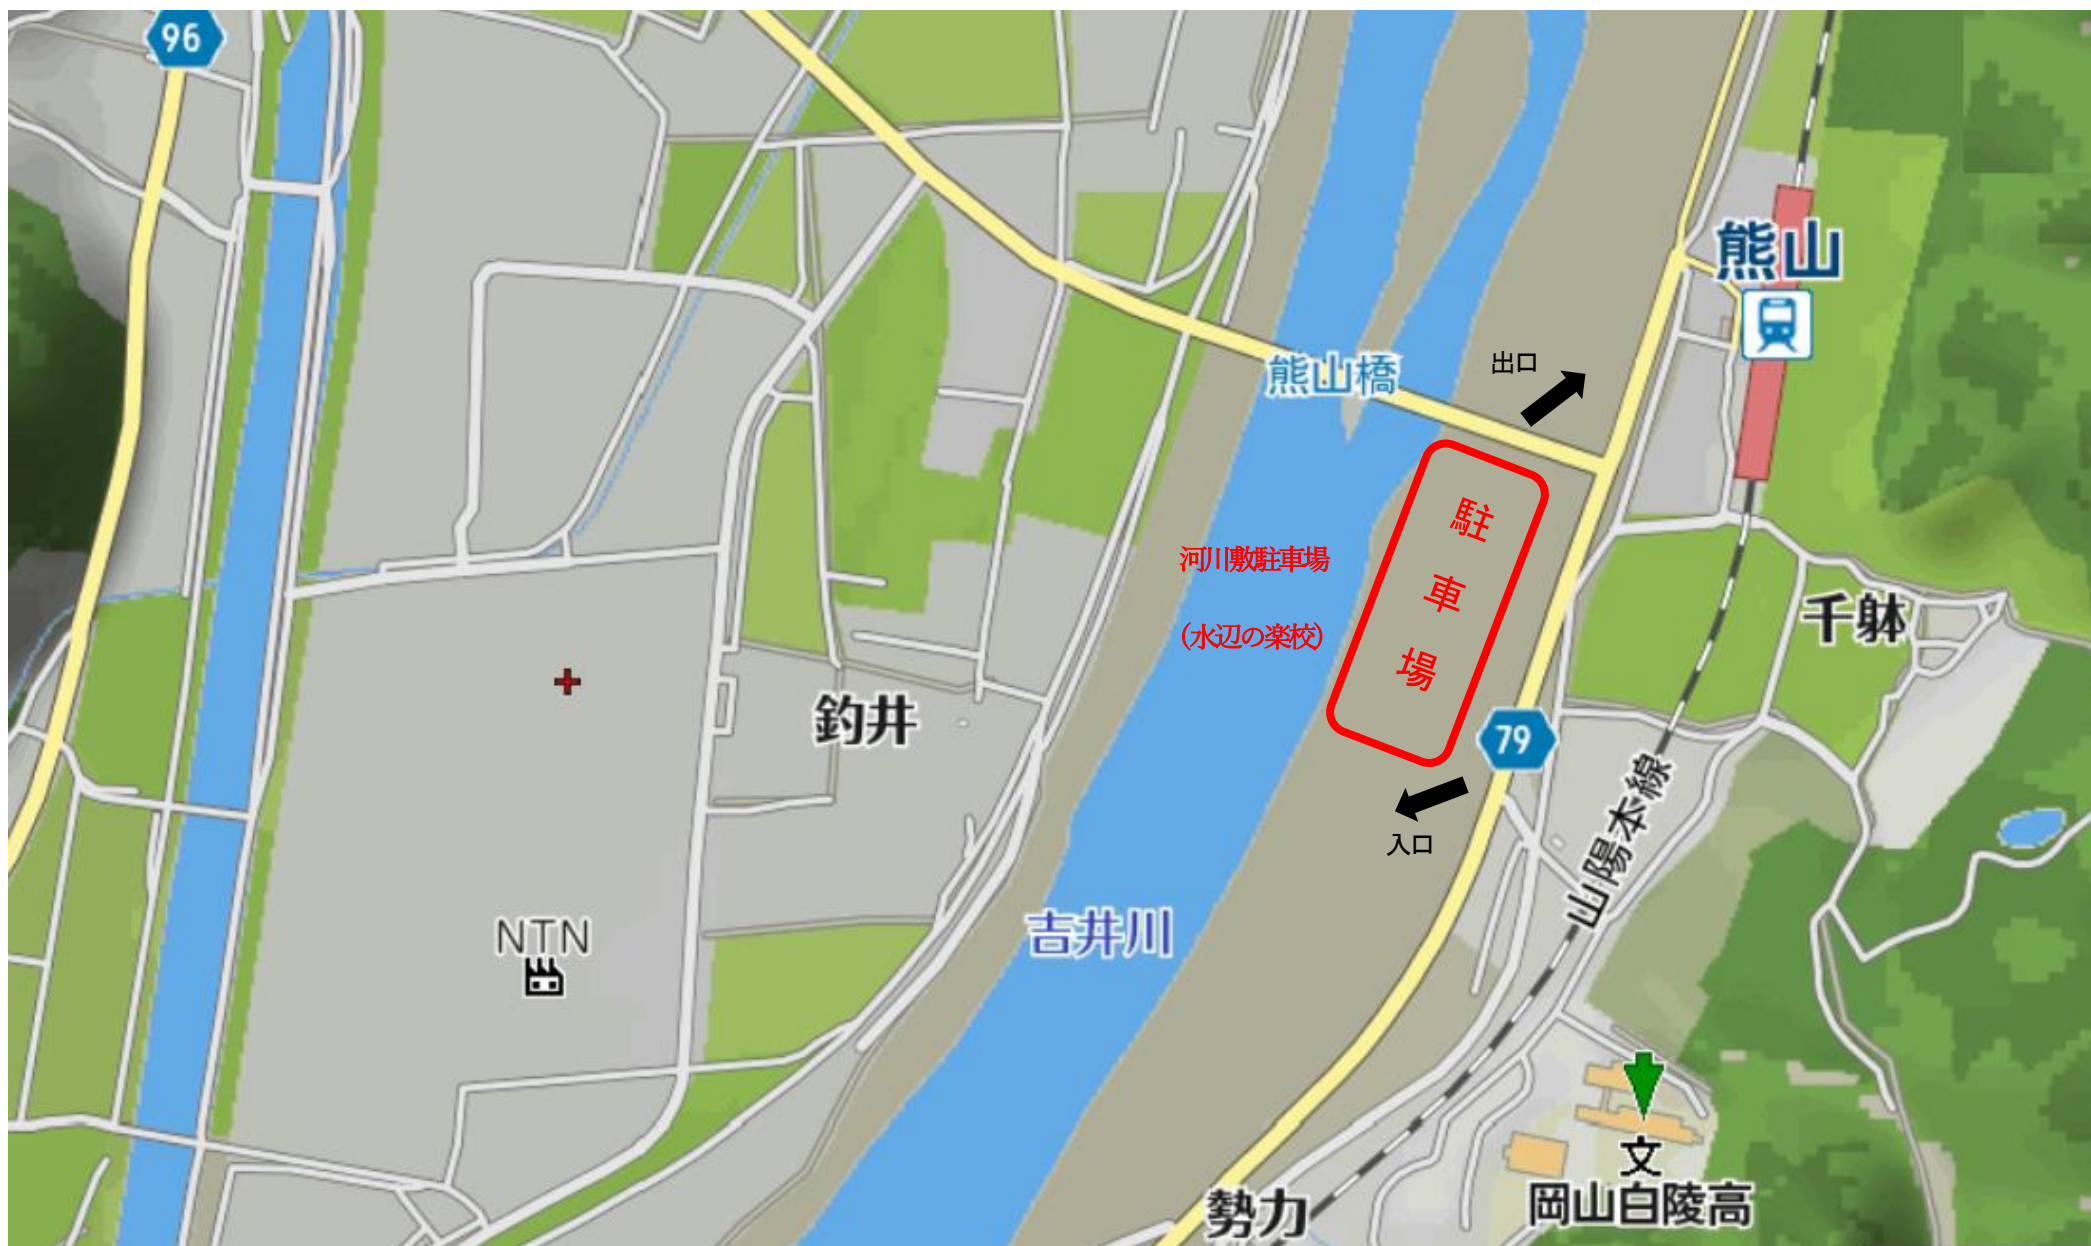 96
熊山
熊山橋
出口
駐
車
場
河川敷駐車場
(水辺の楽校)
千躰
釣井
79
山陽本線
入口
NTN
吉井川
文
岡山白陵高
勢力